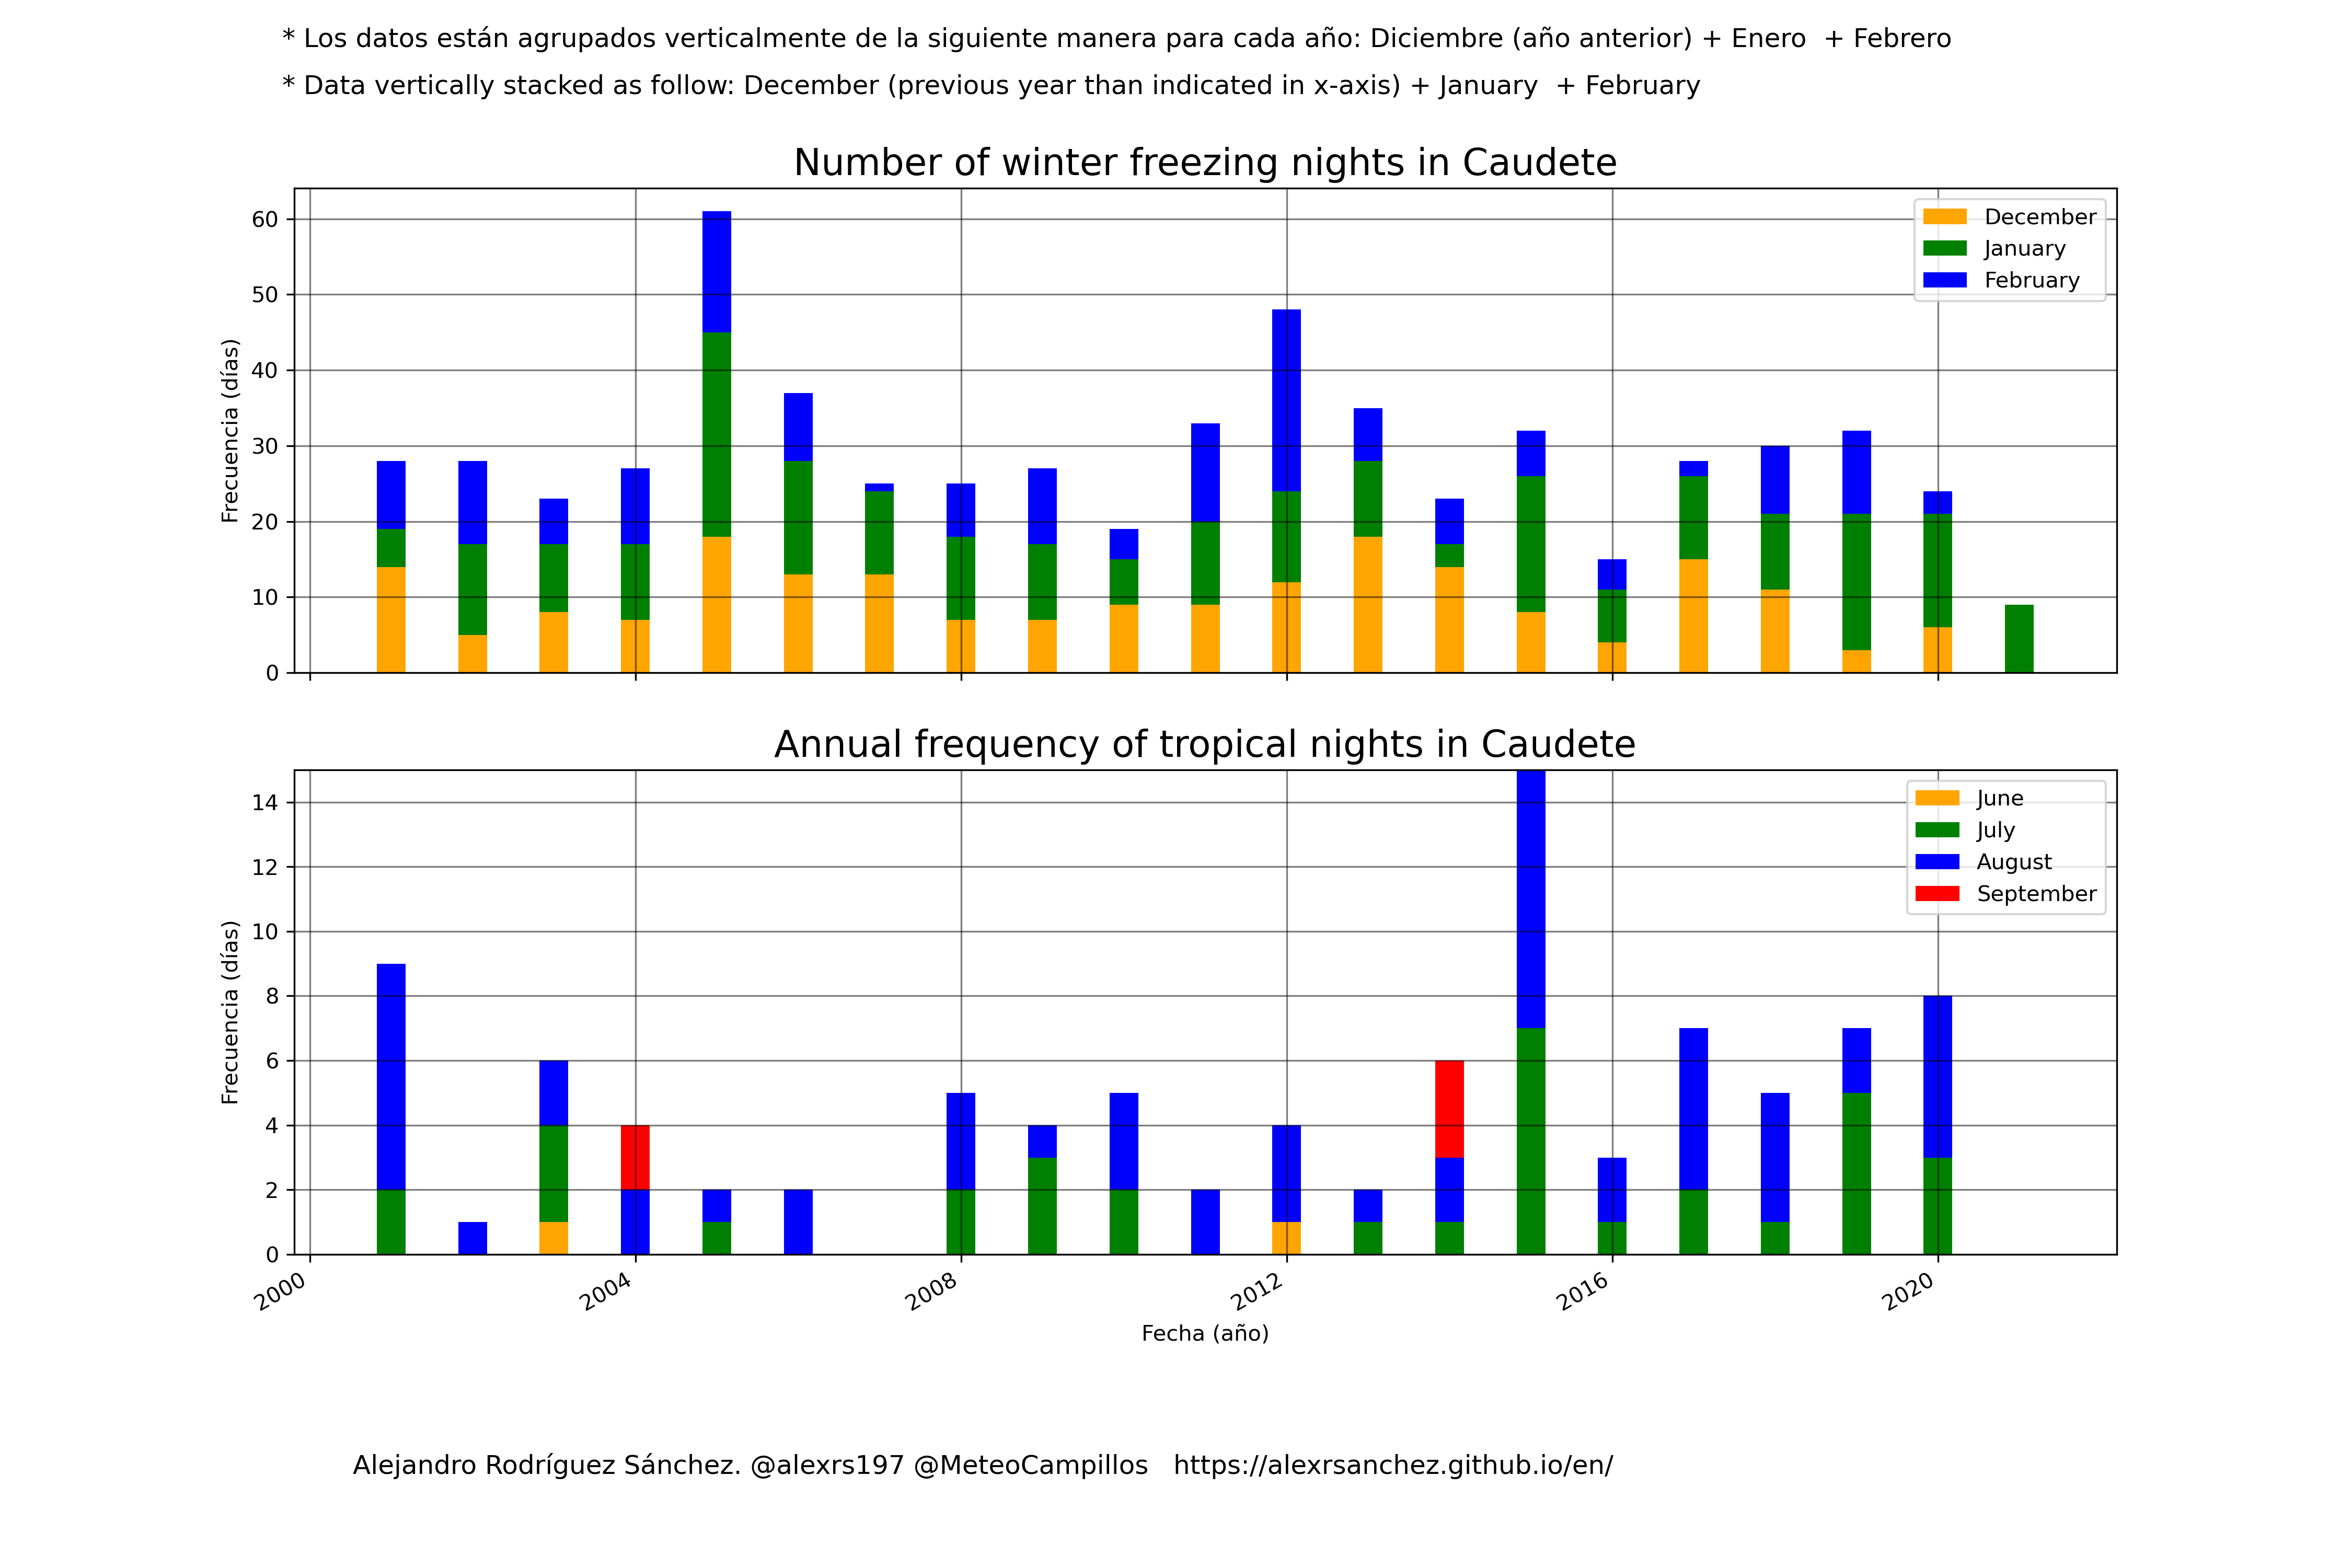 * Los datos están agrupados verticalmente de la siguiente manera para cada año: Diciembre (año anterior) + Enero  + Febrero
* Data vertically stacked as follow: December (previous year than indicated in x-axis) + January  + February
Number of winter freezing nights in Caudete
Frecuencia (días)
60
50
40
30
20
10
0
December
January
February
Annual frequency of tropical nights in Caudete
Frecuencia (días)
14
12
10
8
6
4
2
0
June
July
August
September
2000
2004
2008
2012
2016
2020
Fecha (año)
Alejandro Rodríguez Sánchez. @alexrs197 @MeteoCampillos   https://alexrsanchez.github.io/en/